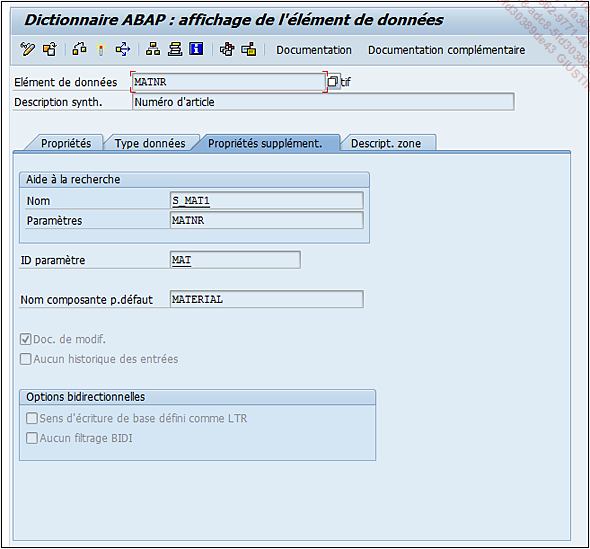 Dictionnaire ABAP : affichage de l'élément de données
Documentation Documentation complémentaire
Elément de données MATNR tif
Description synth. Numéro d'article
Propriétés Type données Propriétés supplément. Descript. zone
Aide à la recherche
Nom S_MAT1
Paramètres MATNR
ID paramètre MAT
Nom composante p.défaut MATERIAL
Doc. de modif.
Aucun historique des entrées
Options bidirectionnelles
Sens d'écriture de base défini comme LTR
Aucun filtrage BIDI